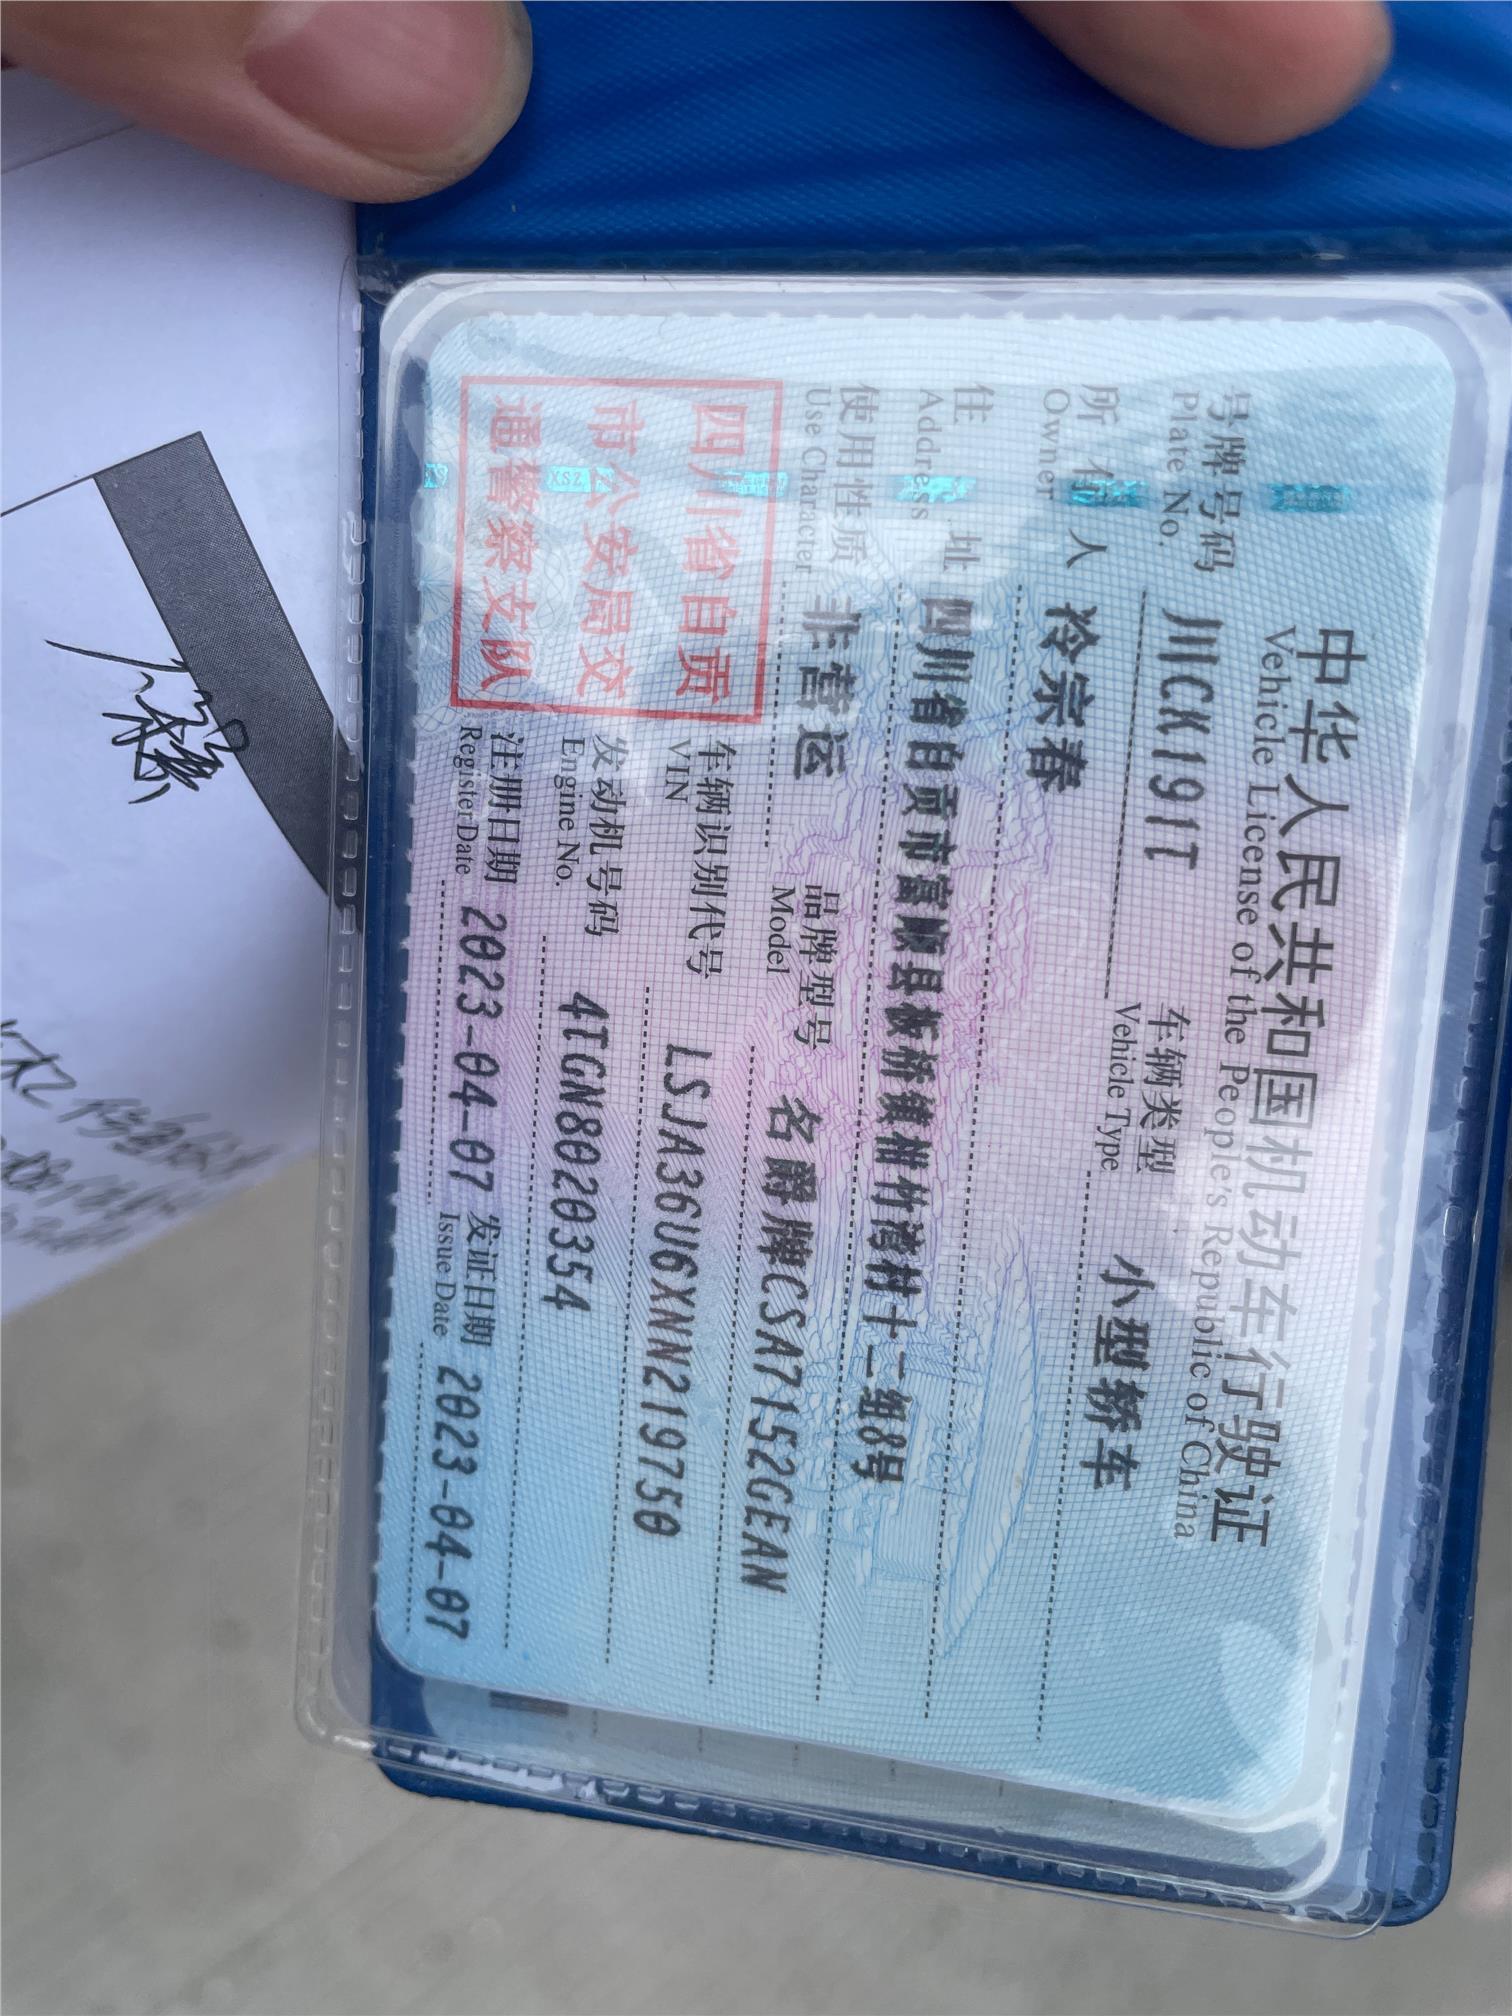 中华人民共和国机动车行驶证
Vehicle License of the People's Republic of China
号牌号码 川CK191T 车辆类型 小型轿车
Plate No. Vehicle Type
所有人 冷宗春
Owner
住址 四川省自贡市富顺县板桥镇柑竹湾村十二组8号
Address
使用性质 非营运 品牌型号 名爵牌CSA7152GEAN
Use Character Model
四川省自贡
市公安局交
通警察支队
车辆识别代号 LSJA36U6XNN219750
VIN
发动机号码 4TGN8020354
Engine No.
注册日期 2023-04-07 发证日期 2023-04-07
Register Date Issue Date